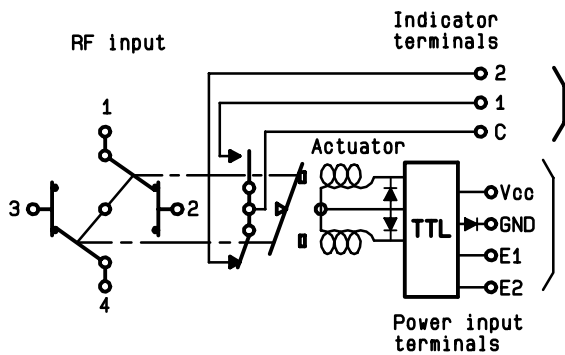 RF input
Indicator
terminals
2
1
C
1
Actuator
3
2
Vcc
TTL
GND
E1
4
E2
Power input
terminals